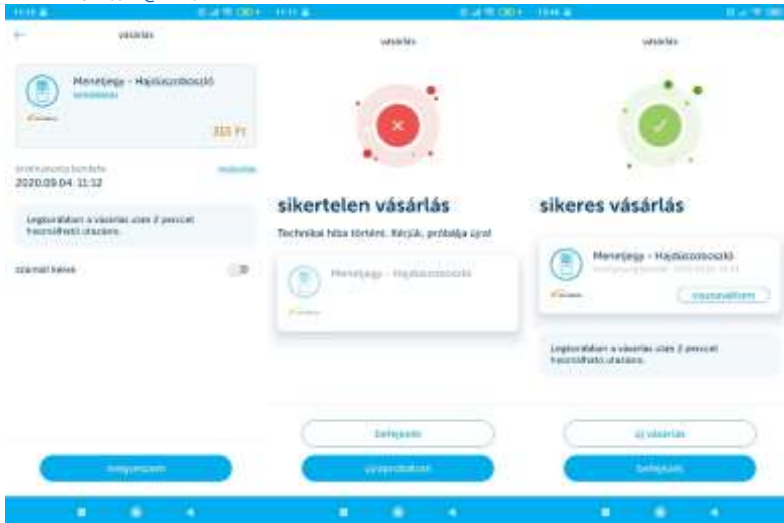 vásárlás
Menetjegy - Hajdúszoboszló
315 Ft
2020.09.04. 11:12
Legkorábban a vásárlás után 2 perccel
használható utazásra.
számlát kérek
megveszem
vásárlás
sikertelen vásárlás
Technikai hiba történt. Kérjük, próbálja újra!
Menetjegy - Hajdúszoboszló
befejezés
újrapróbálom
vásárlás
sikeres vásárlás
Menetjegy - Hajdúszoboszló
visszaváltom
Legkorábban a vásárlás után 2 perccel
használható utazásra.
új vásárlás
befejezés